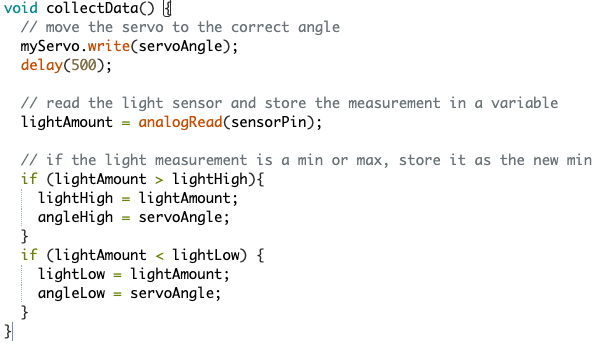 void collectData() {
  // move the servo to the correct angle
  myServo.write(servoAngle);
  delay(500);

  // read the light sensor and store the measurement in a variable
  lightAmount = analogRead(sensorPin);

  // if the light measurement is a min or max, store it as the new min
  if (lightAmount > lightHigh){
    lightHigh = lightAmount;
    angleHigh = servoAngle;
  }
  if (lightAmount < lightLow) {
    lightLow = lightAmount;
    angleLow = servoAngle;
  }
}